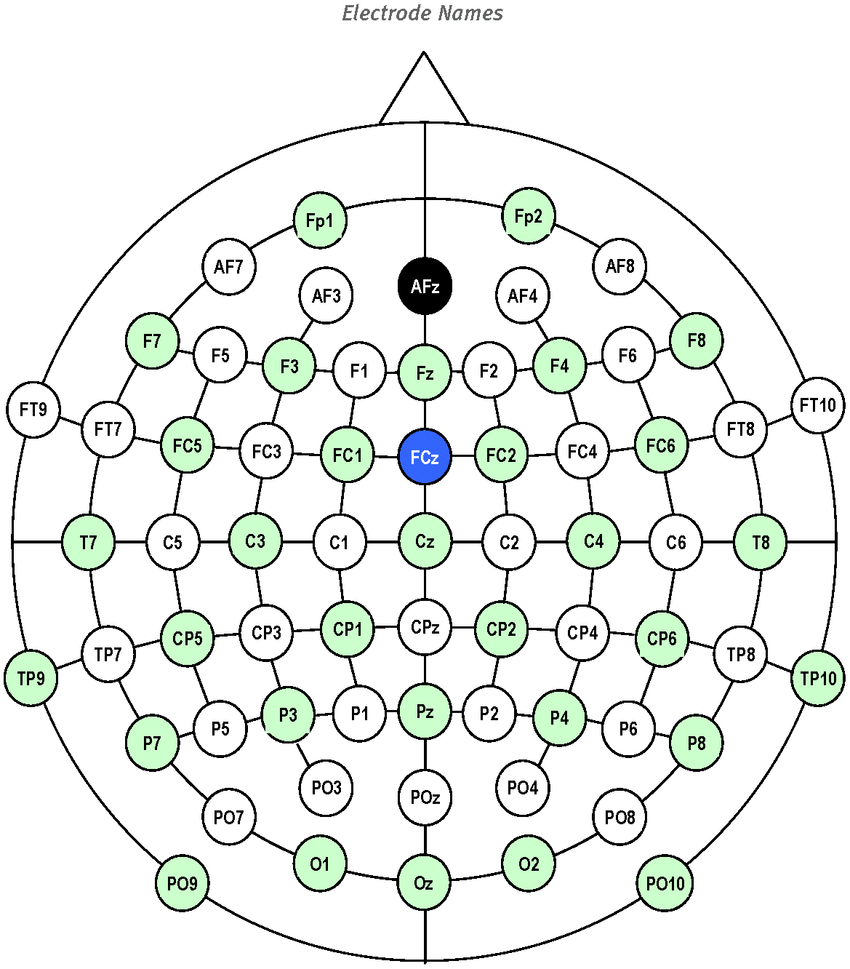 Electrode Names
Fp1 Fp2
AF7 AF3 AFz AF4 AF8
F7 F5 F3 F1 Fz F2 F4 F6 F8
FT9 FT7 FC5 FC3 FC1 FCz FC2 FC4 FC6 FT8 FT10
T7 C5 C3 C1 Cz C2 C4 C6 T8
TP9 TP7 CP5 CP3 CP1 CPz CP2 CP4 CP6 TP8 TP10
P7 P5 P3 P1 Pz P2 P4 P6 P8
PO7 PO3 POz PO4 PO8
PO9 O1 Oz O2 PO10